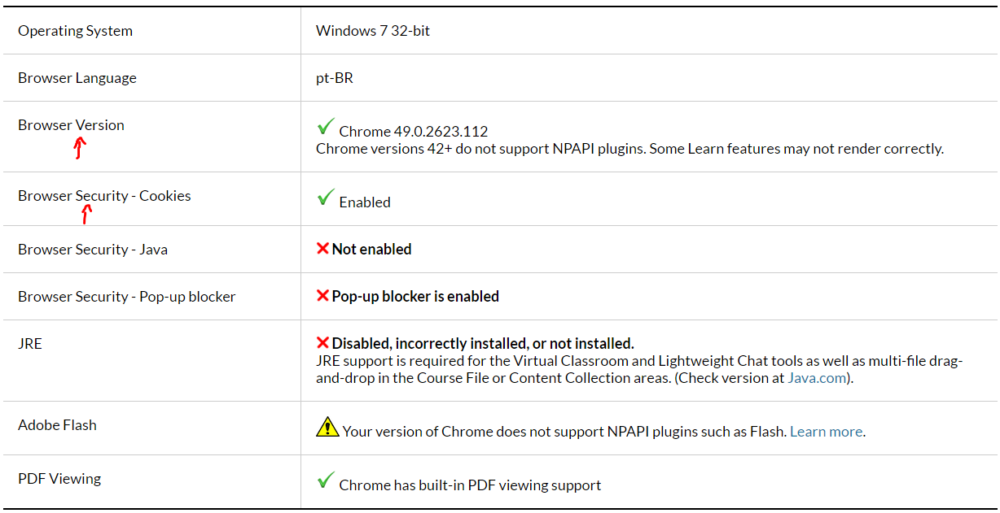 Operating System
Windows 7 32-bit
Browser Language
pt-BR
Browser Version
Chrome 49.0.2623.112
Chrome versions 42+ do not support NPAPI plugins. Some Learn features may not render correctly.
Browser Security - Cookies
Enabled
Browser Security - Java
Not enabled
Browser Security - Pop-up blocker
Pop-up blocker is enabled
JRE
Disabled, incorrectly installed, or not installed.
JRE support is required for the Virtual Classroom and Lightweight Chat tools as well as multi-file drag-
and-drop in the Course File or Content Collection areas. (Check version at Java.com).
Adobe Flash
Your version of Chrome does not support NPAPI plugins such as Flash. Learn more.
PDF Viewing
Chrome has built-in PDF viewing support